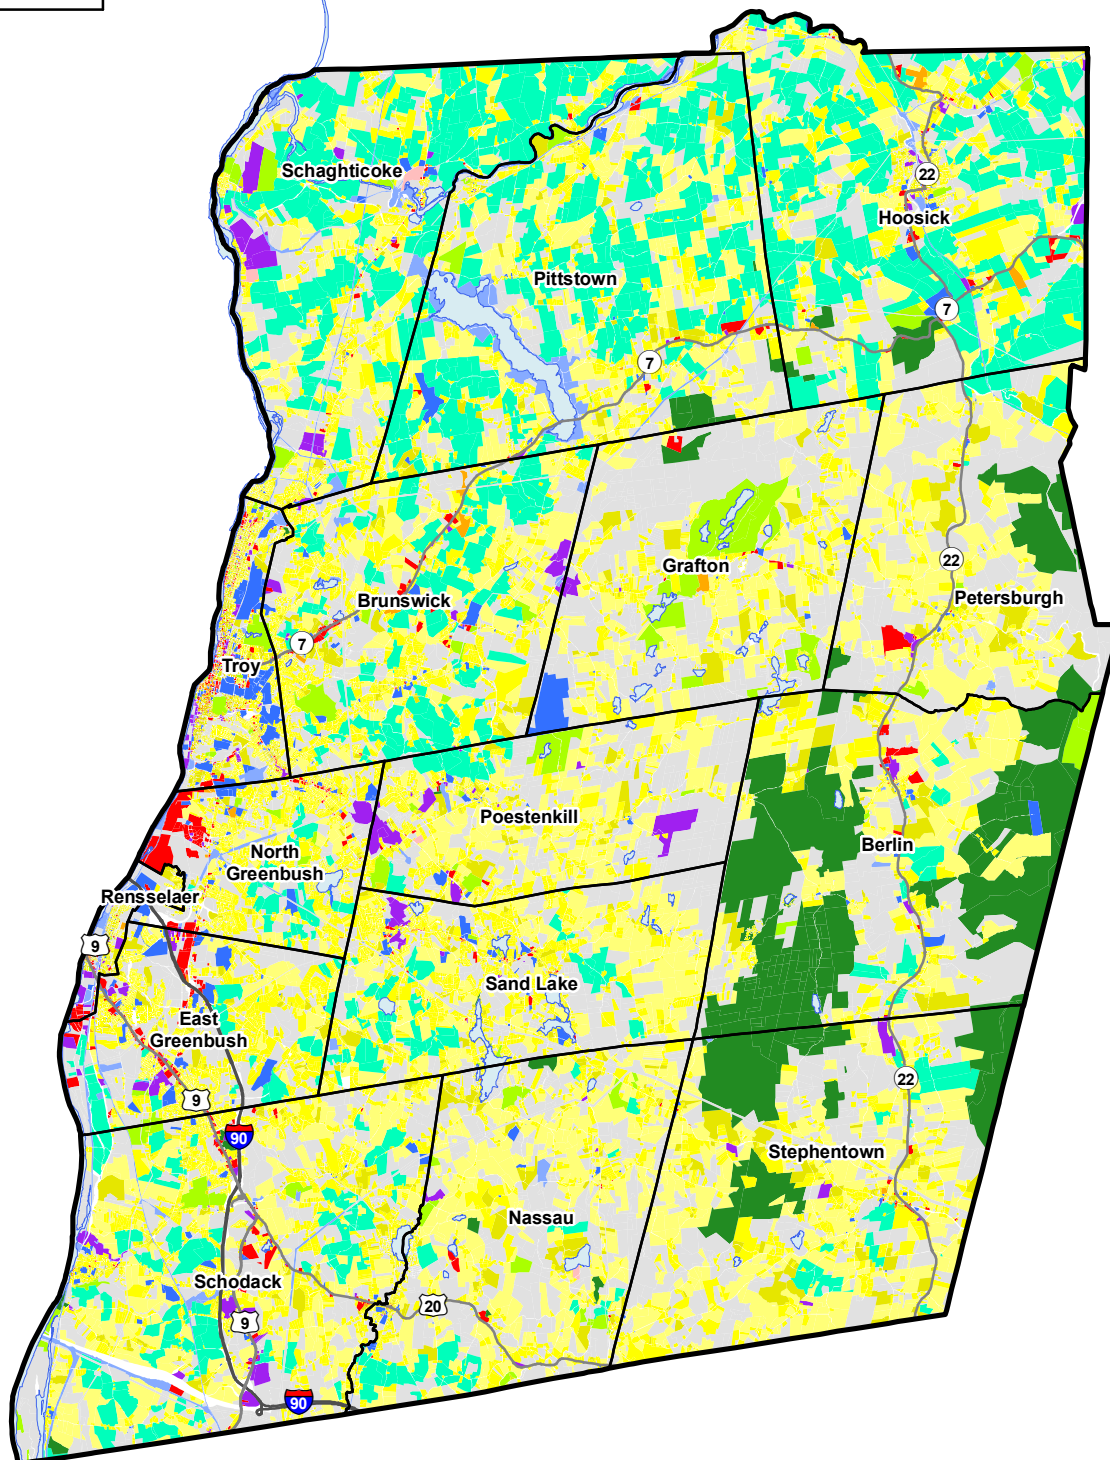 Schaghticoke
22
Hoosick
Pittstown
7
7
Grafton
22
Petersburgh
Brunswick
7
Troy
Poestenkill
Berlin
North
Greenbush
Rensselaer
9
Sand Lake
East
Greenbush
22
9
90
Stephentown
Nassau
Schodack
20
9
90